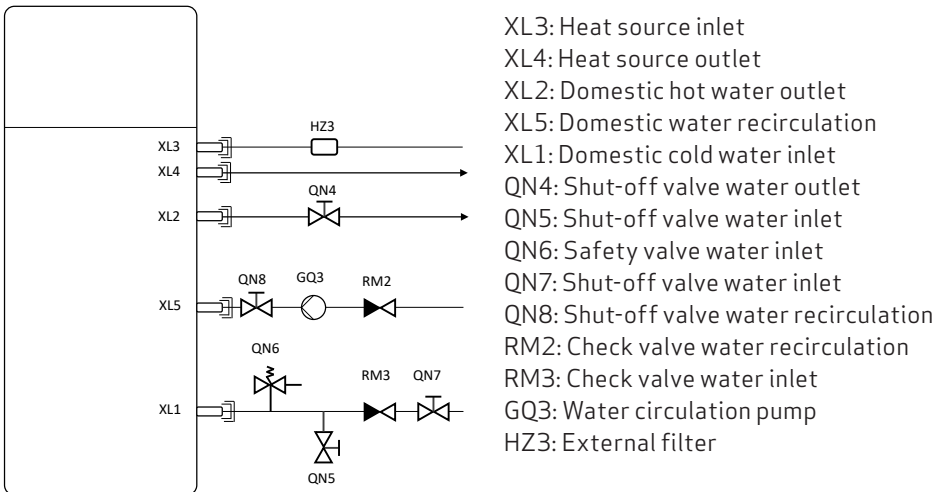 XL3
XL4
XL2
XL5
XL1
HZ3
QN4
QN8
GQ3
RM2
QN6
RM3
QN7
QN5
XL3: Heat source inlet
XL4: Heat source outlet
XL2: Domestic hot water outlet
XL5: Domestic water recirculation
XL1: Domestic cold water inlet
QN4: Shut-off valve water outlet
QN5: Shut-off valve water inlet
QN6: Safety valve water inlet
QN7: Shut-off valve water inlet
QN8: Shut-off valve water recirculation
RM2: Check valve water recirculation
RM3: Check valve water inlet
GQ3: Water circulation pump
HZ3: External filter